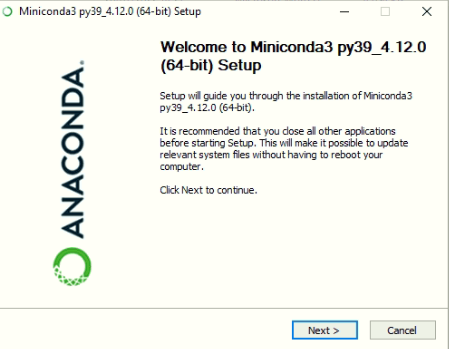 Miniconda3 py39_4.12.0 (64-bit) Setup
ANACONDA.
Welcome to Miniconda3 py39_4.12.0
(64-bit) Setup
Setup will guide you through the installation of Miniconda3
py39_4.12.0 (64-bit).
It is recommended that you close all other applications
before starting Setup. This will make it possible to update
relevant system files without having to reboot your
computer.
Click Next to continue.
Next >
Cancel